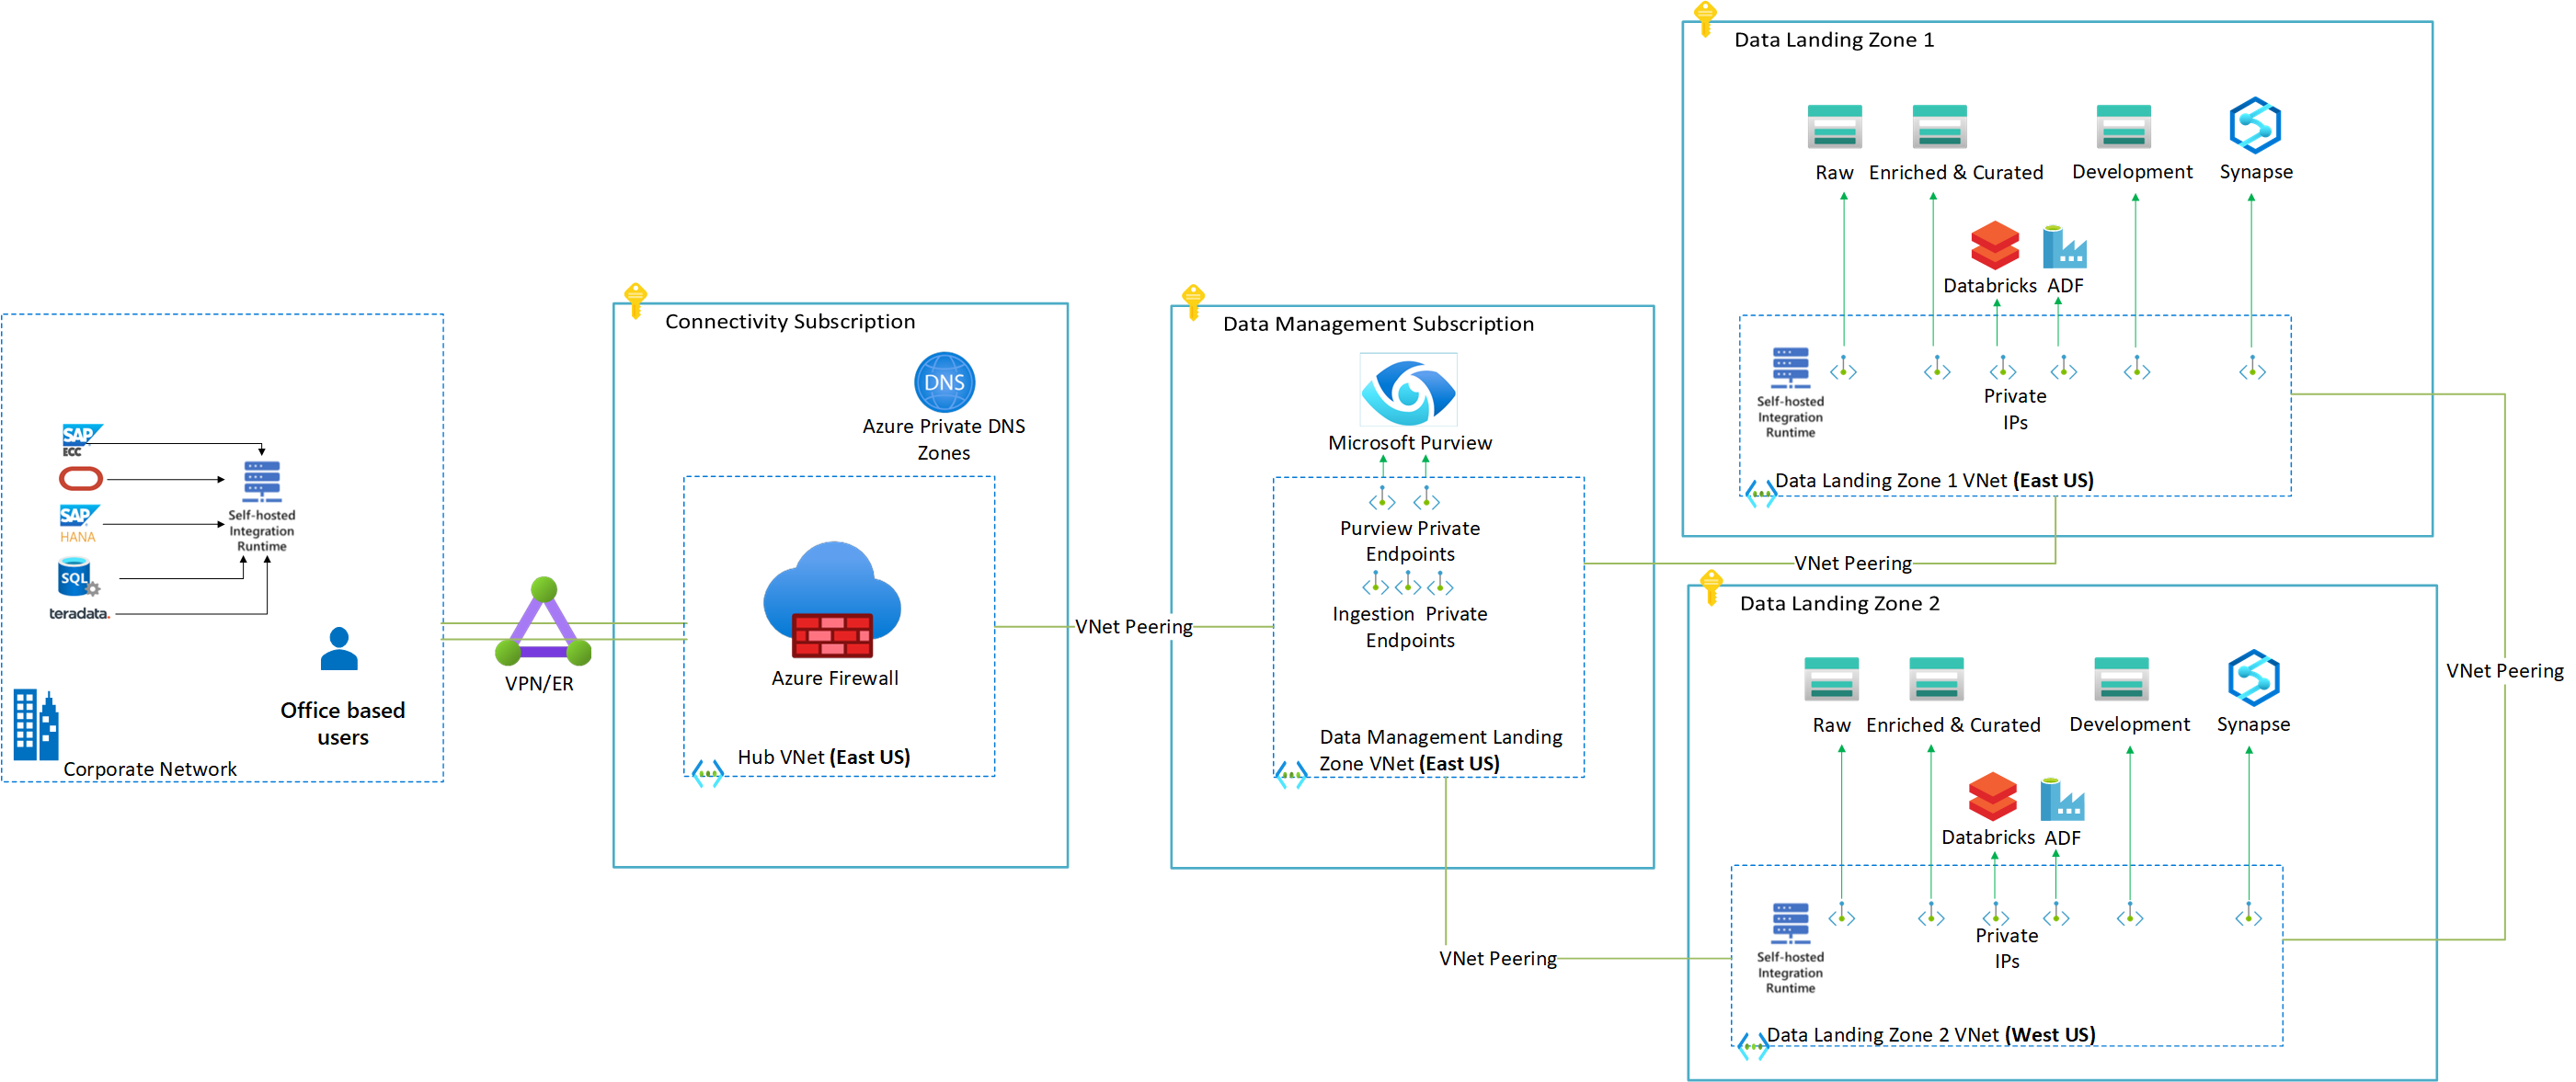 SAP
ECC
SAP
HANA
SQL
teradata.
Self-hosted
Integration
Runtime
Office based
users
Corporate Network
VPN/ER
Connectivity Subscription
DNS
Azure Private DNS
Zones
Azure Firewall
Hub VNet (East US)
VNet Peering
Data Management Subscription
Microsoft Purview
Purview Private
Endpoints
Ingestion Private
Endpoints
Data Management Landing
Zone VNet (East US)
VNet Peering
VNet Peering
Data Landing Zone 1
Raw
Enriched & Curated
Development
Synapse
Databricks
ADF
Self-hosted
Integration
Runtime
Private
IPs
Data Landing Zone 1 VNet (East US)
VNet Peering
Data Landing Zone 2
Raw
Enriched & Curated
Development
Synapse
Databricks
ADF
Self-hosted
Integration
Runtime
Private
IPs
Data Landing Zone 2 VNet (West US)